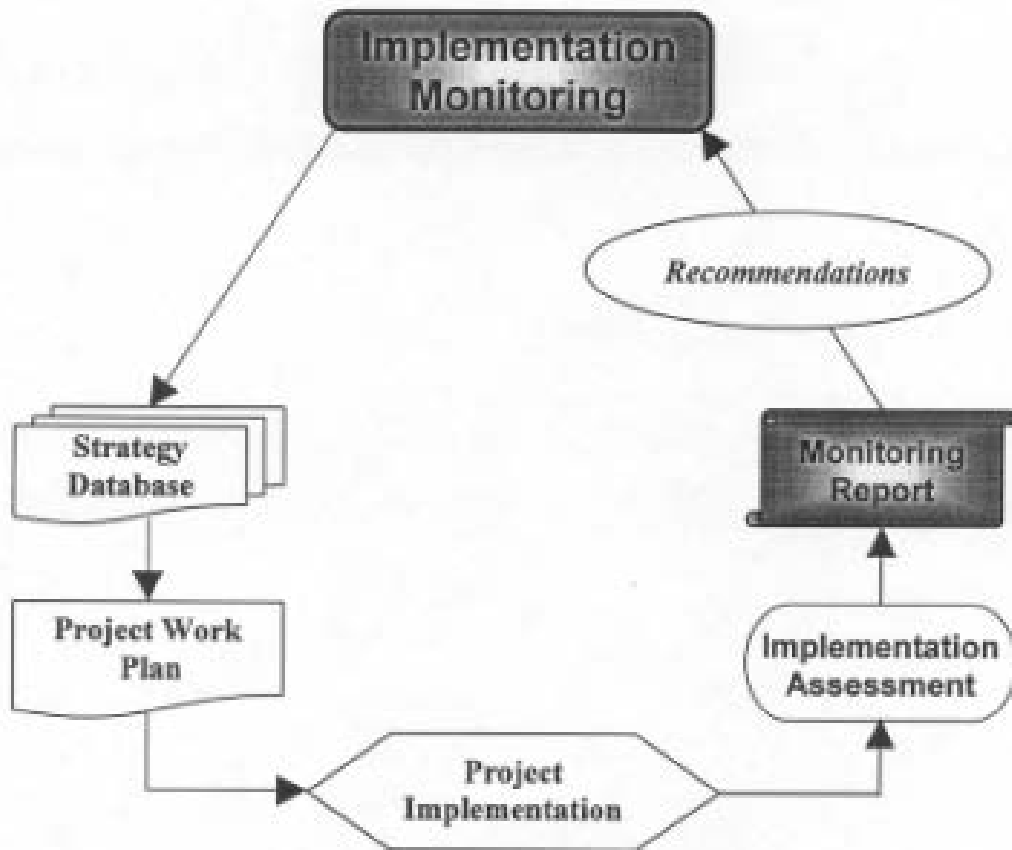 Implementation
Monitoring
Recommendations
Strategy
Database
Monitoring
Report
Project Work
Plan
Implementation
Assessment
Project
Implementation